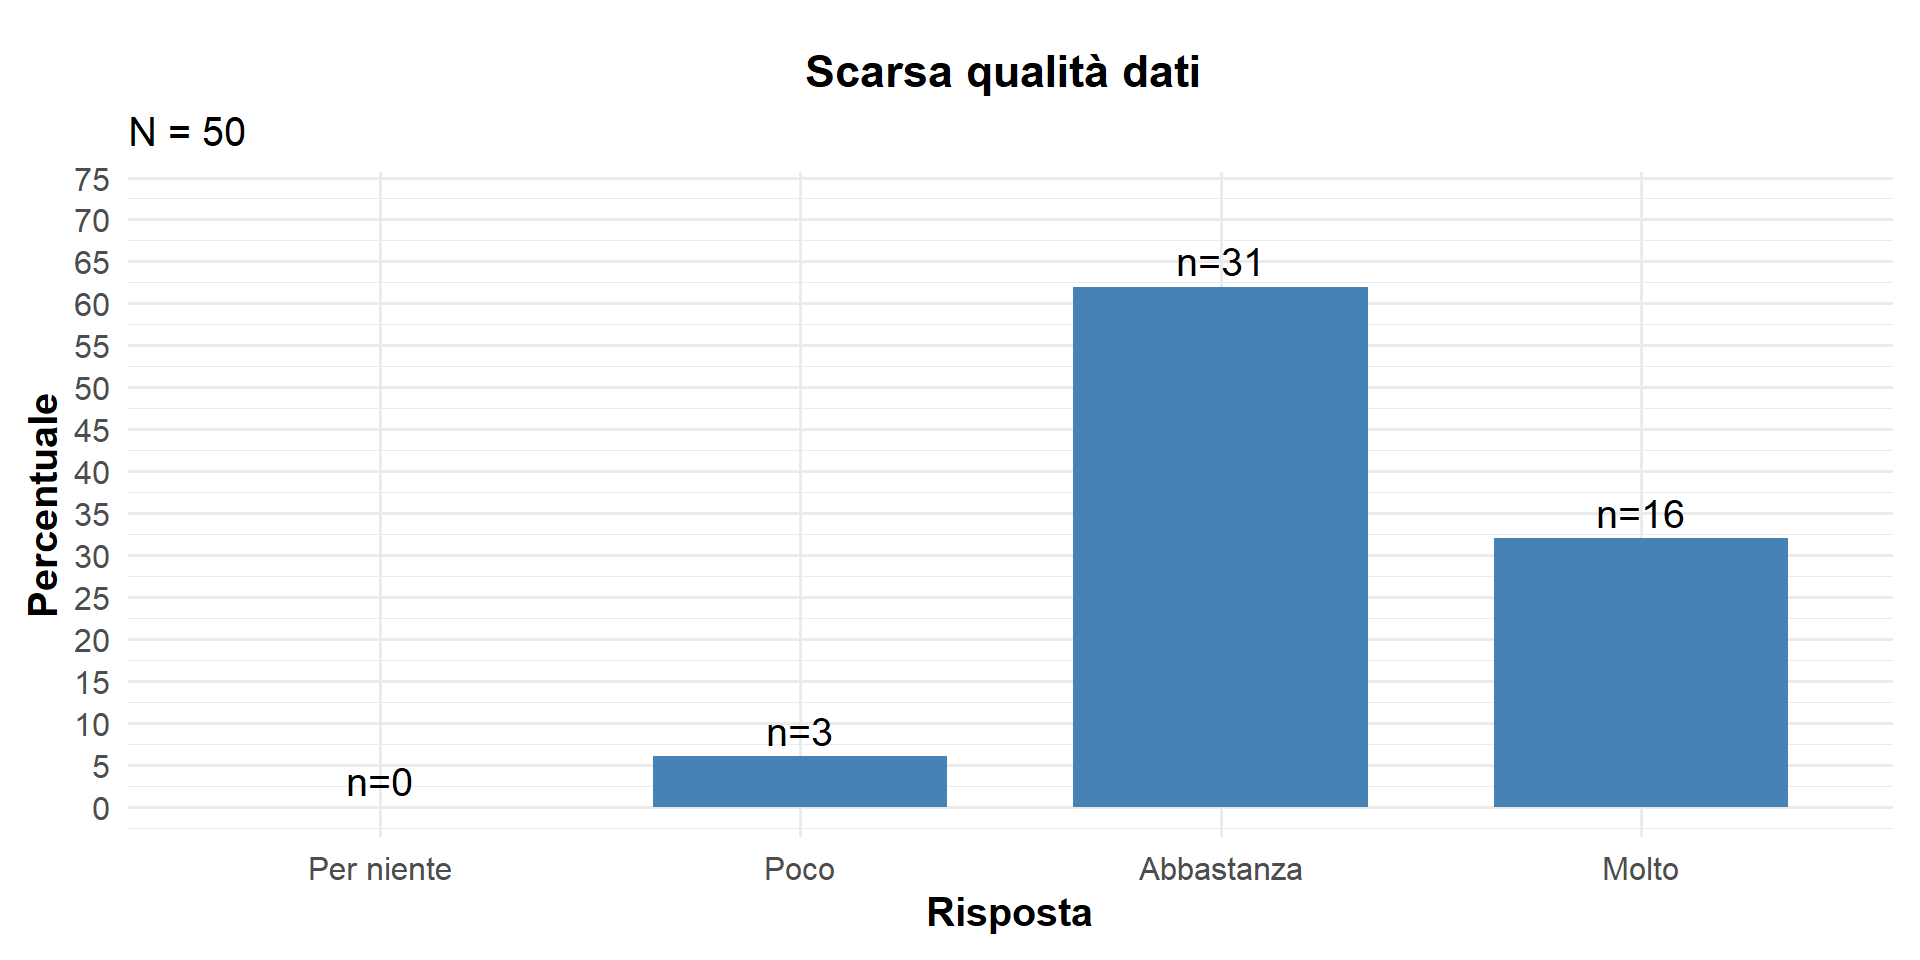 Scarsa qualità dati
N = 50
75
70
65
60
55
50
45
40
35
30
25
20
15
10
5
0
Percentuale
n=0
n=3
n=31
n=16
Per niente
Poco
Abbastanza
Molto
Risposta